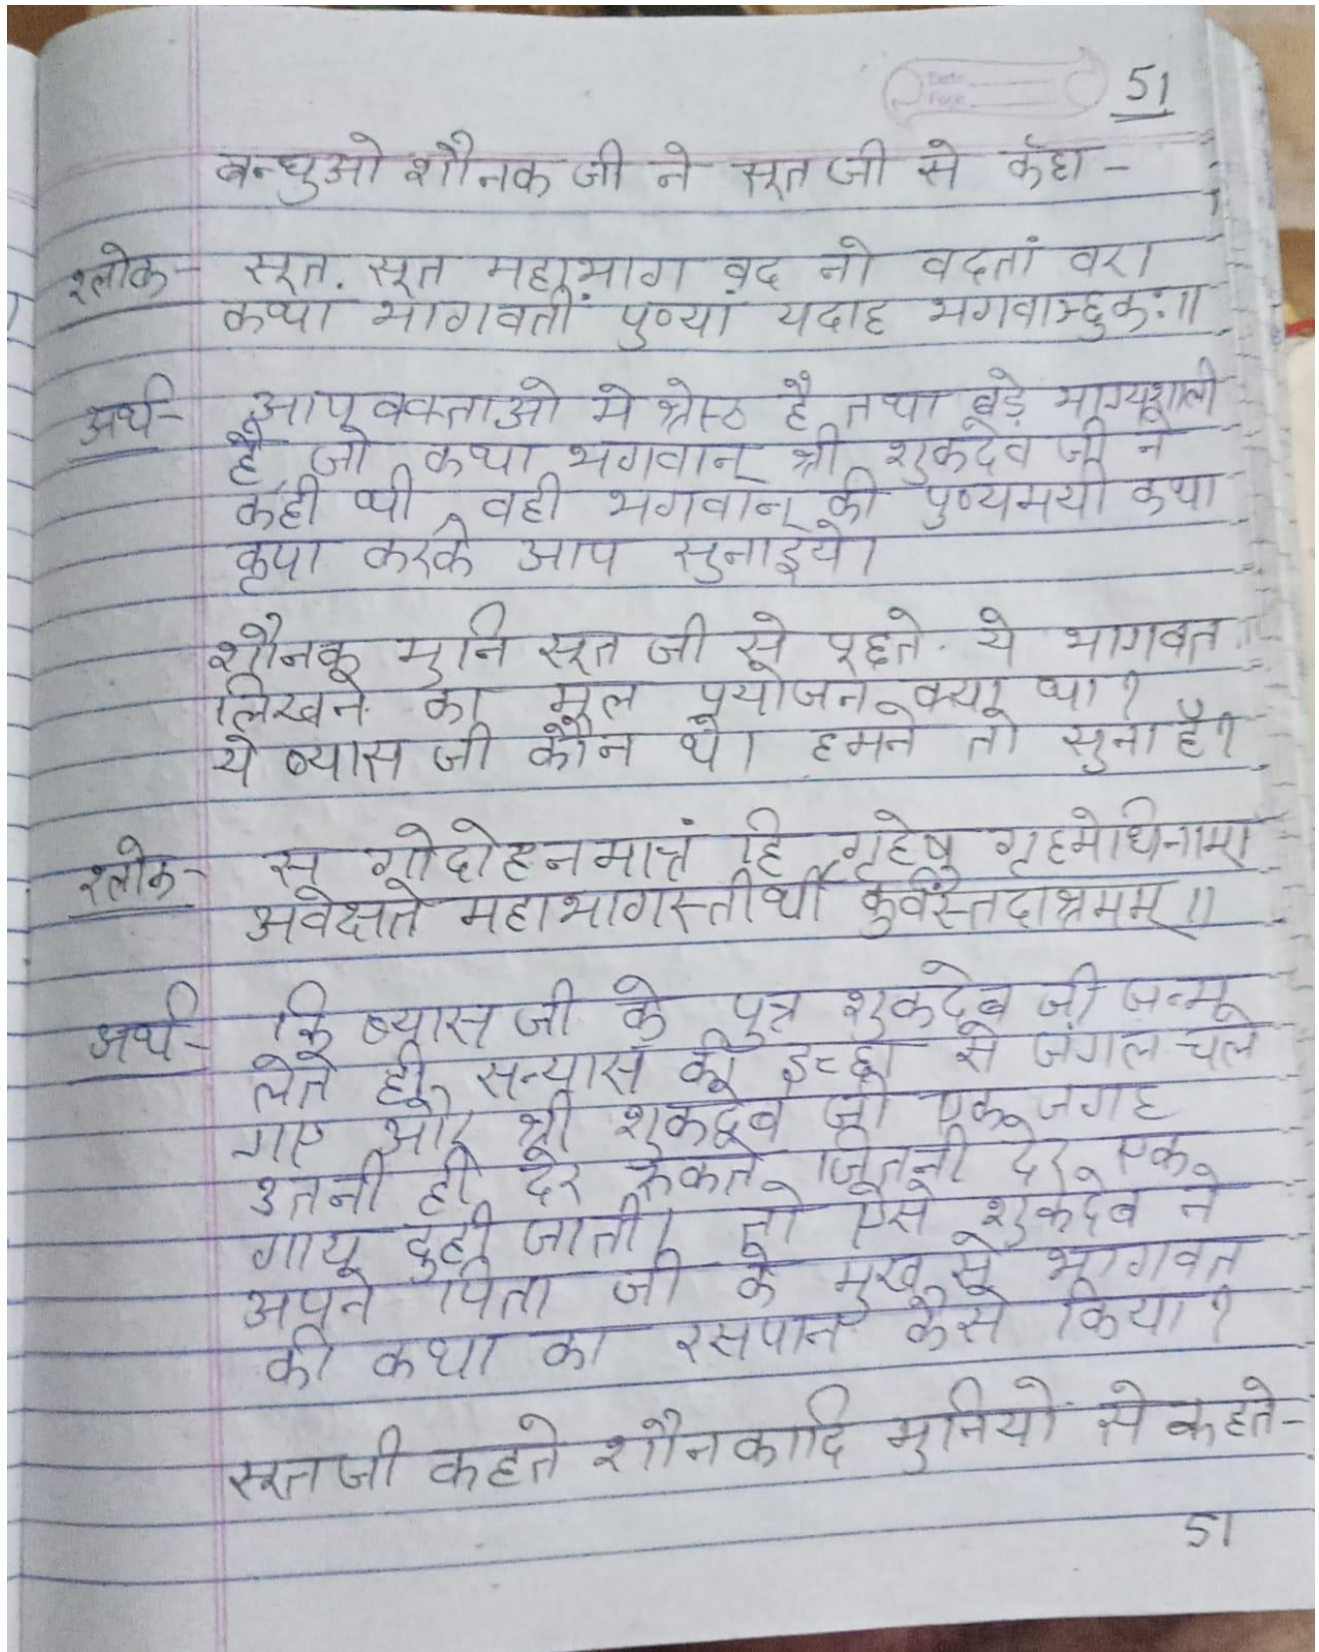 51
बन्धुओ शौनक जी ने सूत जी से कहा -
श्लोक - सूत. सूत महाभाग वद नो वदतां वर।
कथा भागवतीं पुण्यां यदाह भगवाञ्छुकः॥
अर्थ - आप वक्ताओ मे श्रेस्ठ है तथा बड़े भाग्यशाली
है, जो कथा भगवान् श्री शुकदेव जी ने
कही थी वही भगवान् की पुण्यमयी कथा
कृपा करके आप सुनाइये।
शौनक मुनि सूत जी से पूछते ये भागवत
लिखने का मूल प्रयोजन क्या था?
ये ब्यास जी कौन थे। हमने तो सुना है?
श्लोक - स गोदोहनमात्रं हि गृहेषु गृहमेधिनाम्।
अवेक्षते महाभागस्तीर्थी कुर्वंस्तदाश्रमम्॥
अर्थ - कि ब्यास जी के पुत्र शुकदेव जी जन्म
लेते ही सन्यास की इच्छा से जंगल चले
गए और श्री शुकदेव जी एक जगह
उतनी ही देर रुकते जितनी देर एक
गाय दुही जाती। तो ऐसे शुकदेव ने
अपने पिता जी के मुख से भागवत
की कथा का रसपान कैसे किया?
सूतजी कहते शौनकादि मुनियो से कहते -
51